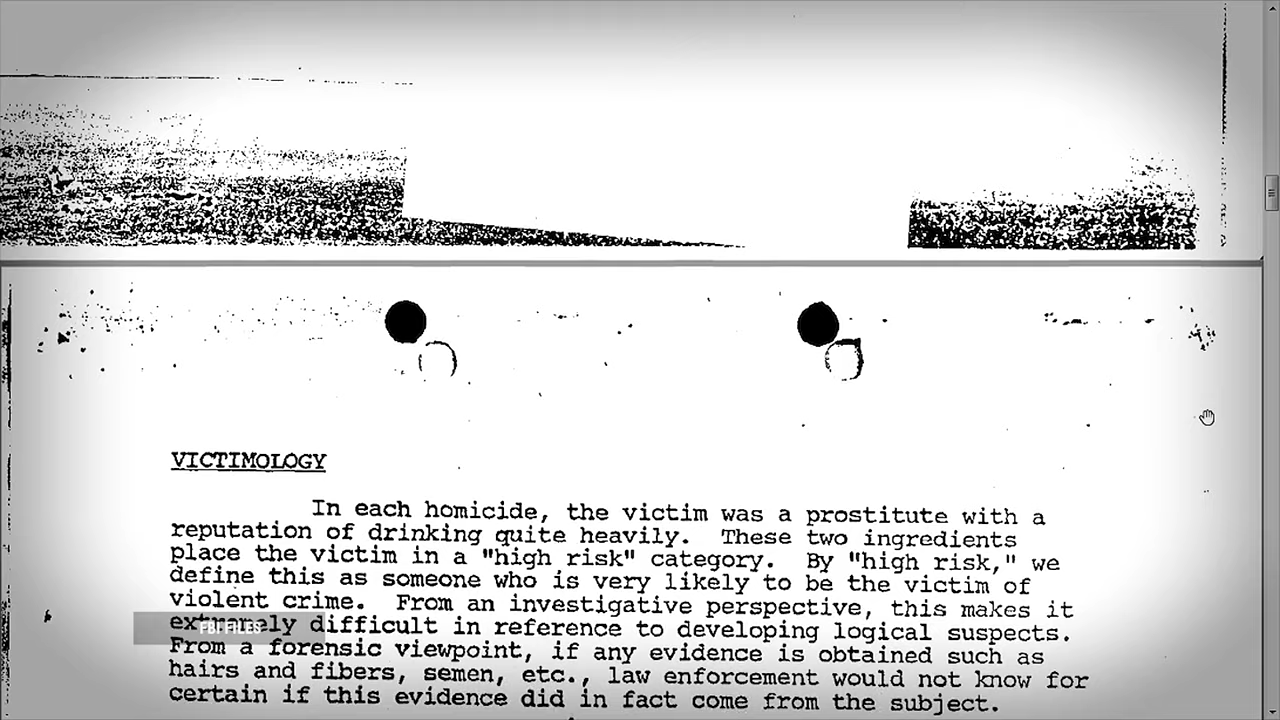 VICTIMOLOGY
In each homicide, the victim was a prostitute with a
reputation of drinking quite heavily. These two ingredients
place the victim in a "high risk" category. By "high risk," we
define this as someone who is very likely to be the victim of
violent crime. From an investigative perspective, this makes it
extremely difficult in reference to developing logical suspects.
FBI FILES
From a forensic viewpoint, if any evidence is obtained such as
hairs and fibers, semen, etc., law enforcement would not know for
certain if this evidence did in fact come from the subject.